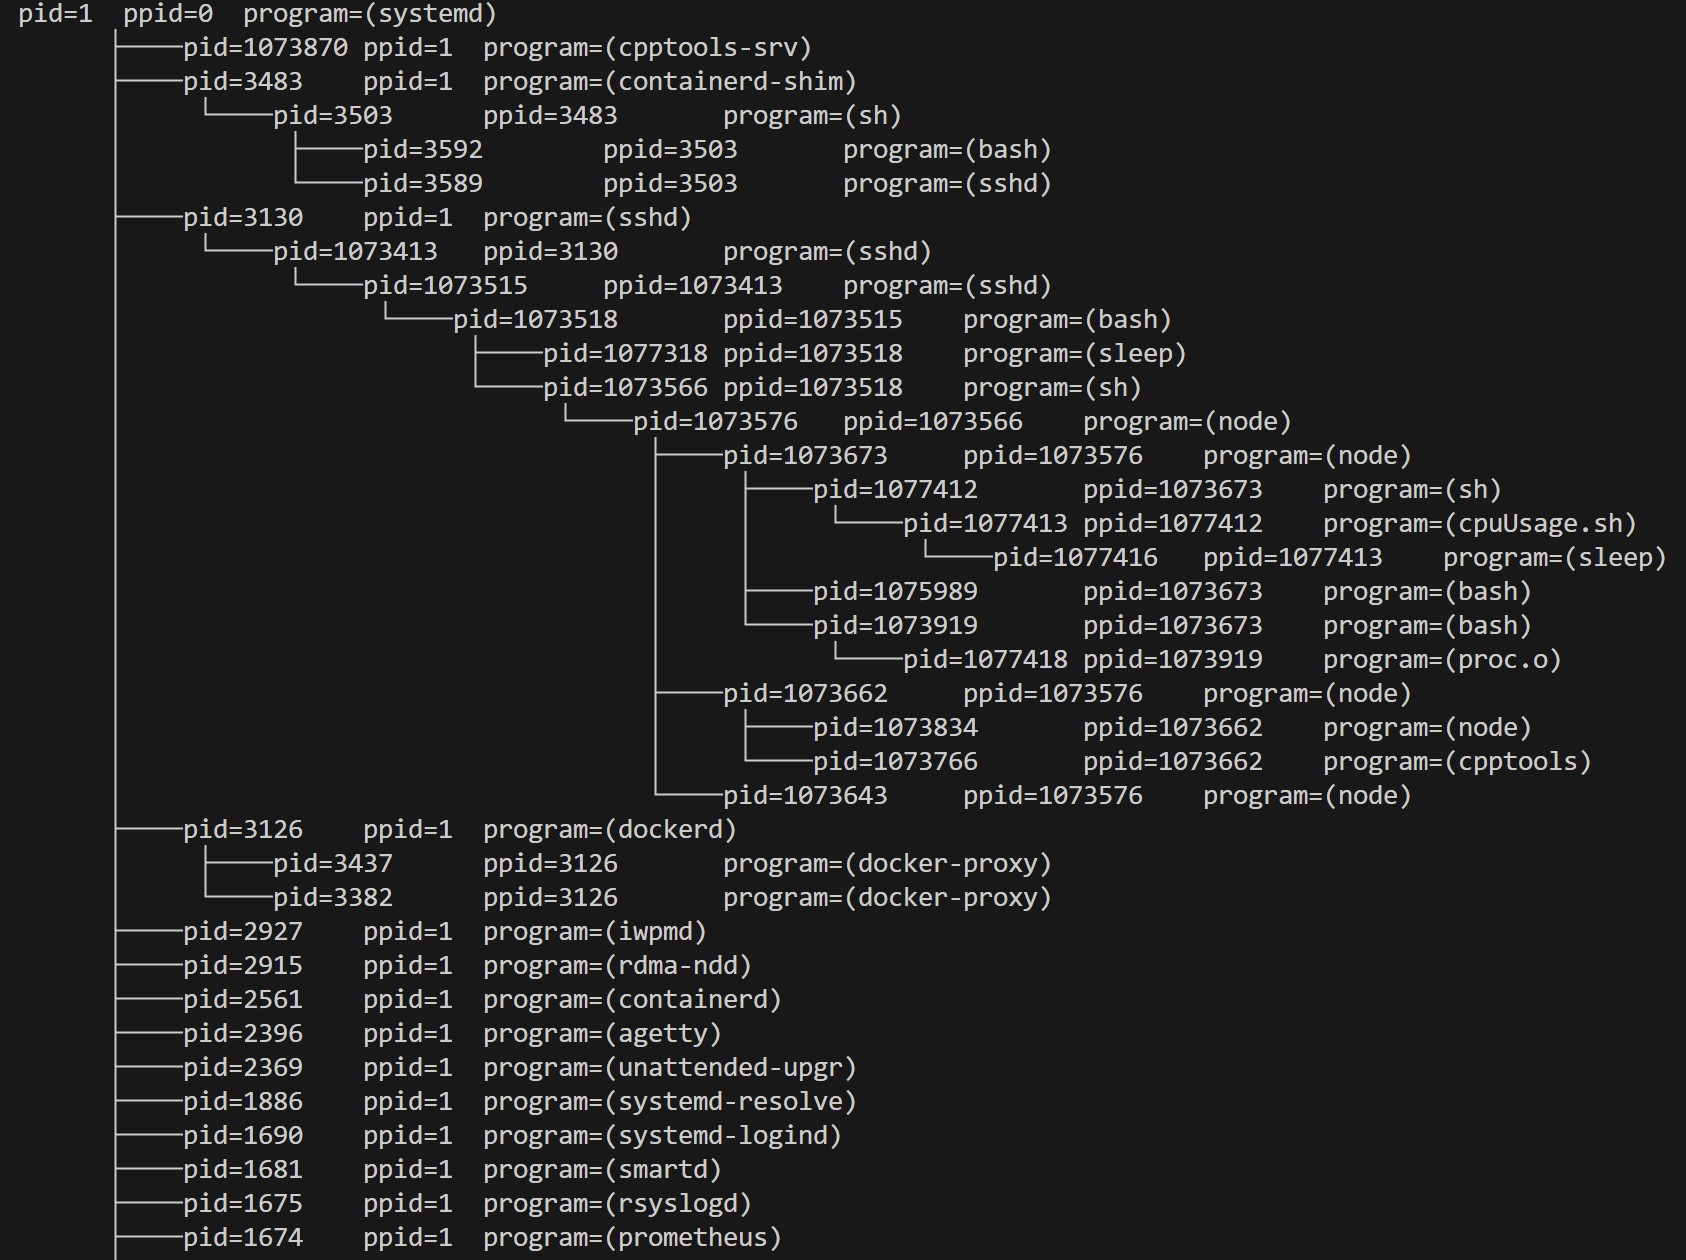 pid=1 ppid=0 program=(systemd)
pid=1073870 ppid=1 program=(cpptools-srv)
pid=3483 ppid=1 program=(containerd-shim)
pid=3503 ppid=3483 program=(sh)
pid=3592 ppid=3503 program=(bash)
pid=3589 ppid=3503 program=(sshd)
pid=3130 ppid=1 program=(sshd)
pid=1073413 ppid=3130 program=(sshd)
pid=1073515 ppid=1073413 program=(sshd)
pid=1073518 ppid=1073515 program=(bash)
pid=1077318 ppid=1073518 program=(sleep)
pid=1073566 ppid=1073518 program=(sh)
pid=1073576 ppid=1073566 program=(node)
pid=1073673 ppid=1073576 program=(node)
pid=1077412 ppid=1073673 program=(sh)
pid=1077413 ppid=1077412 program=(cpuUsage.sh)
pid=1077416 ppid=1077413 program=(sleep)
pid=1075989 ppid=1073673 program=(bash)
pid=1073919 ppid=1073673 program=(bash)
pid=1077418 ppid=1073919 program=(proc.o)
pid=1073662 ppid=1073576 program=(node)
pid=1073834 ppid=1073662 program=(node)
pid=1073766 ppid=1073662 program=(cpptools)
pid=1073643 ppid=1073576 program=(node)
pid=3126 ppid=1 program=(dockerd)
pid=3437 ppid=3126 program=(docker-proxy)
pid=3382 ppid=3126 program=(docker-proxy)
pid=2927 ppid=1 program=(iwpmd)
pid=2915 ppid=1 program=(rdma-ndd)
pid=2561 ppid=1 program=(containerd)
pid=2396 ppid=1 program=(agetty)
pid=2369 ppid=1 program=(unattended-upgr)
pid=1886 ppid=1 program=(systemd-resolve)
pid=1690 ppid=1 program=(systemd-logind)
pid=1681 ppid=1 program=(smartd)
pid=1675 ppid=1 program=(rsyslogd)
pid=1674 ppid=1 program=(prometheus)